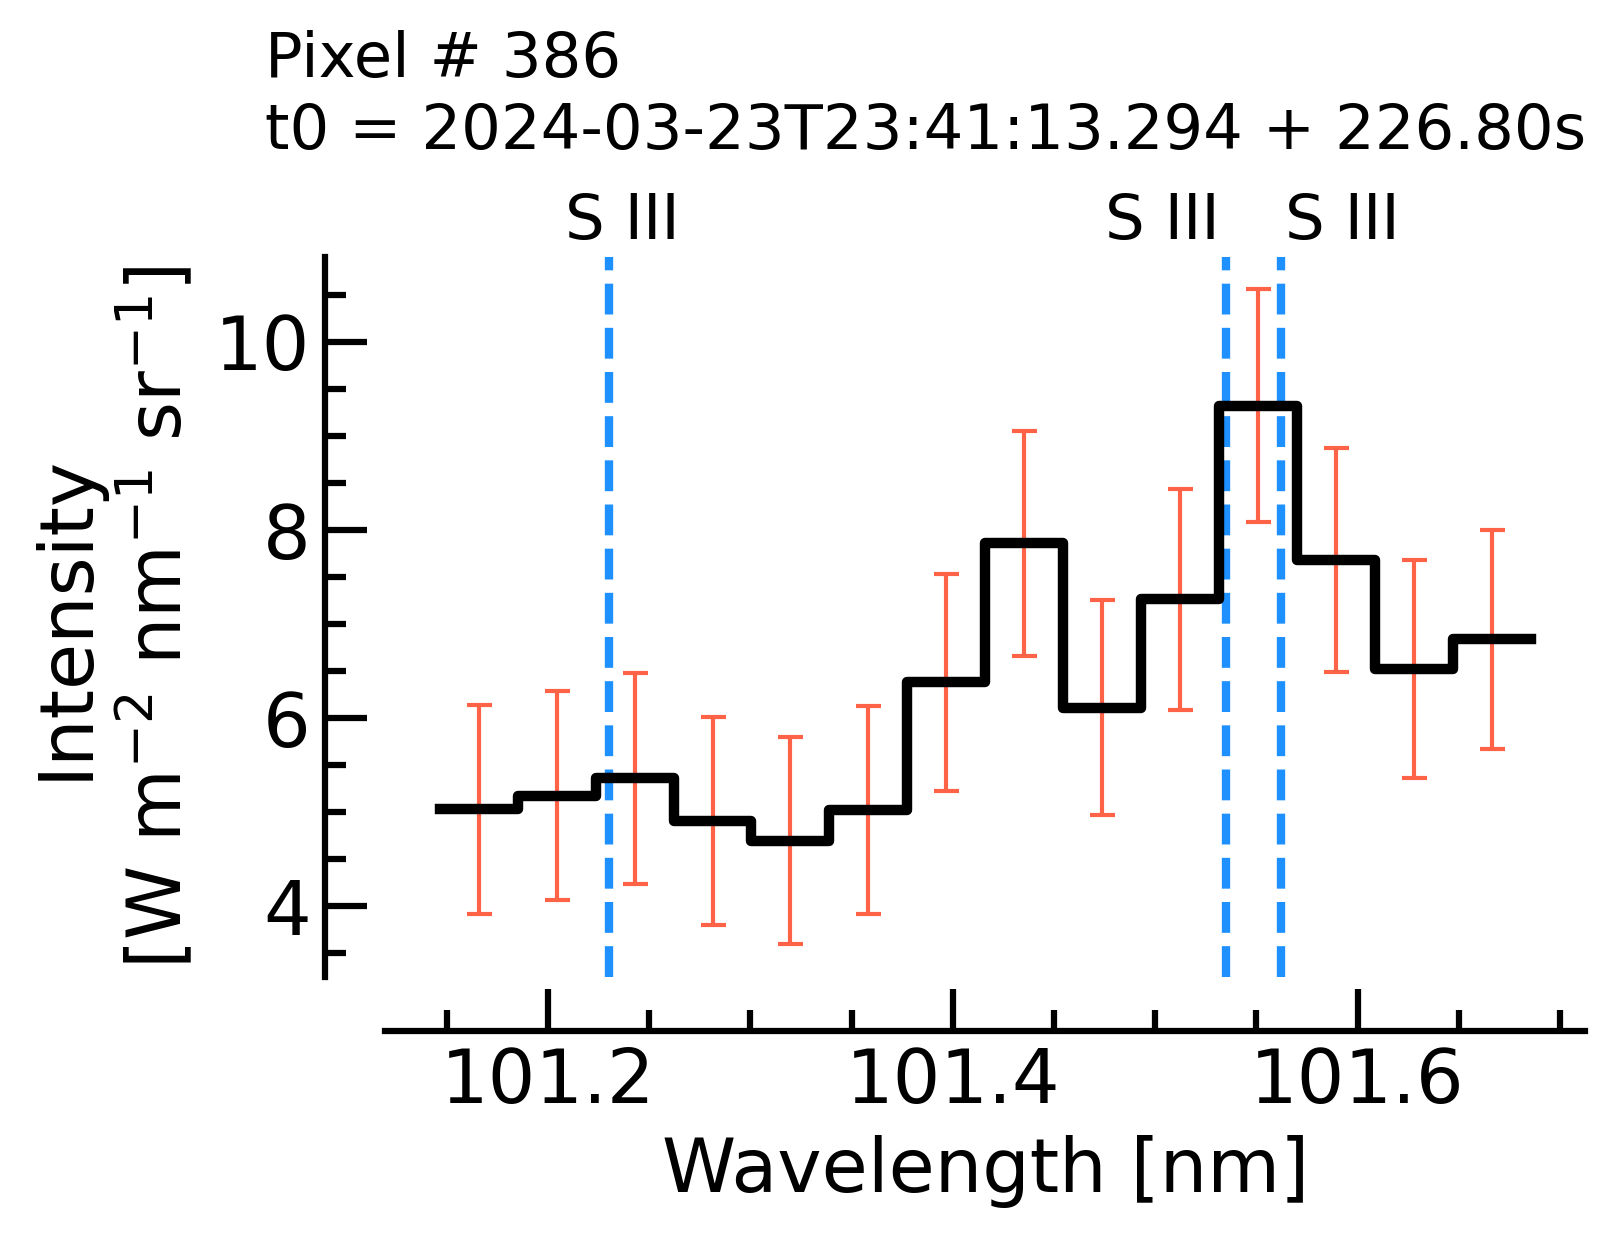 Pixel # 386
t0 = 2024-03-23T23:41:13.294 + 226.80s
S III S III S III
Intensity
[W m⁻² nm⁻¹ sr⁻¹]
10
8
6
4
101.2 101.4 101.6
Wavelength [nm]